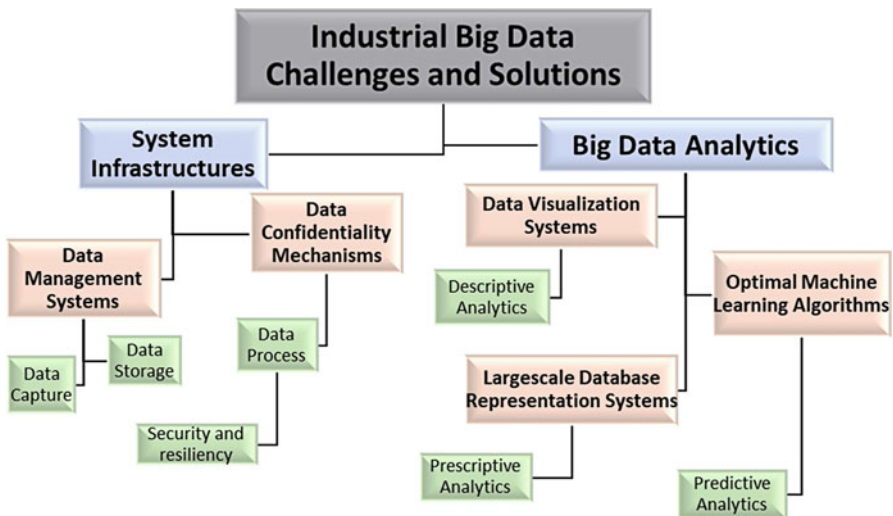 Industrial Big Data
Challenges and Solutions
System
Infrastructures
Big Data Analytics
Data
Confidentiality
Mechanisms
Data Visualization
Systems
Data
Management
Systems
Descriptive
Analytics
Optimal Machine
Learning Algorithms
Data
Process
Data
Storage
Data
Capture
Largescale Database
Representation Systems
Security and
resiliency
Prescriptive
Analytics
Predictive
Analytics